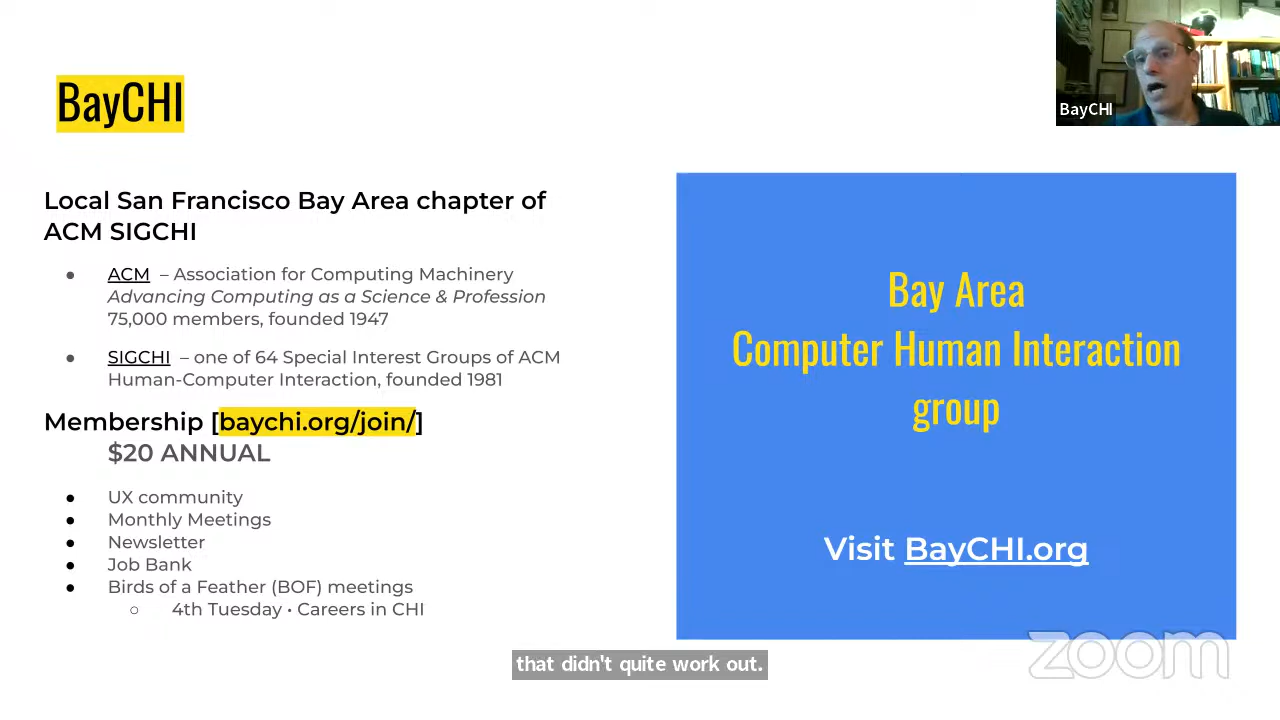 BayCHI
BayCHI
Local San Francisco Bay Area chapter of
ACM SIGCHI
● ACM – Association for Computing Machinery
Advancing Computing as a Science & Profession
75,000 members, founded 1947
● SIGCHI – one of 64 Special Interest Groups of ACM
Human-Computer Interaction, founded 1981
Membership [baychi.org/join/]
$20 ANNUAL
● UX community
● Monthly Meetings
● Newsletter
● Job Bank
● Birds of a Feather (BOF) meetings
○ 4th Tuesday • Careers in CHI
Bay Area
Computer Human Interaction
group
Visit BayCHI.org
that didn't quite work out.
zoom